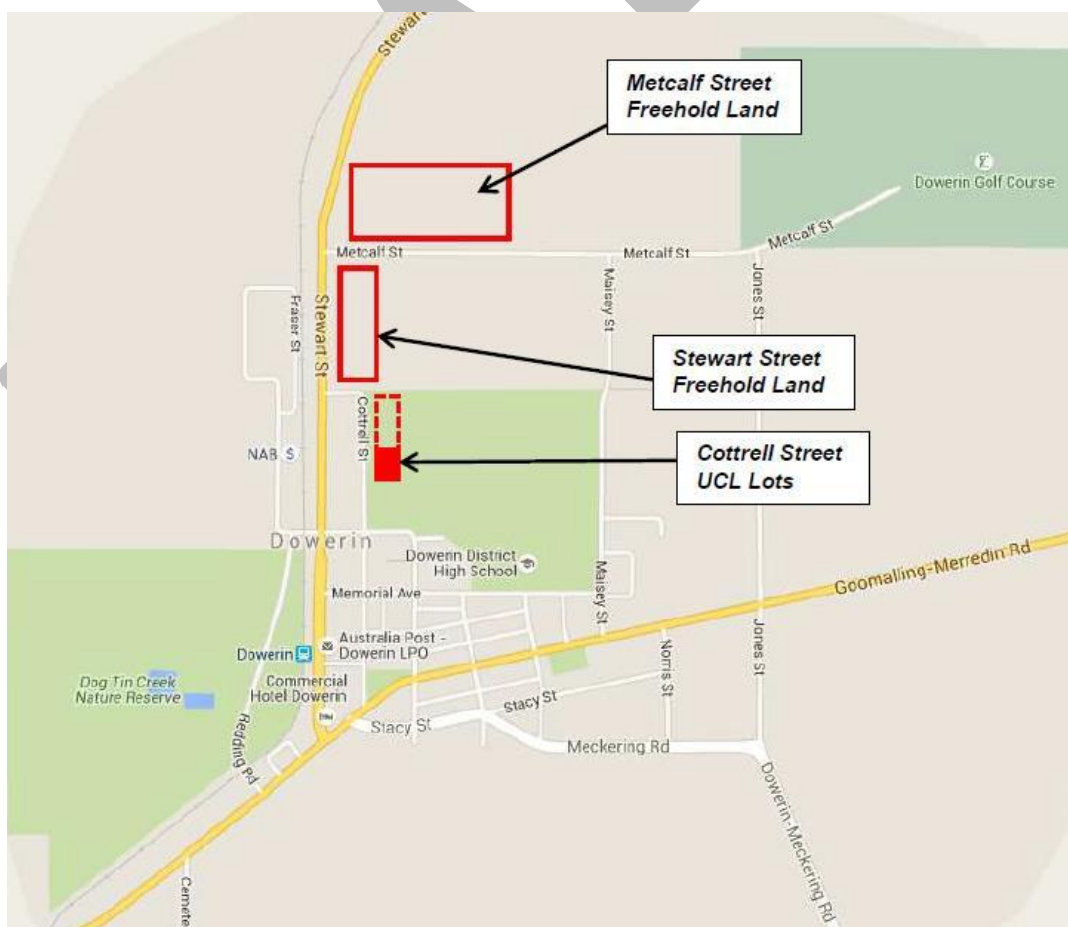 Stewart St
Metcalf Street
Freehold Land
Dowerin Golf Course
Metcalf St
Metcalf St
Metcalf St
Fraser St
Stewart St
Maisey St
Jones St
Stewart Street
Freehold Land
Cottrell St
NAB $
Cottrell Street
UCL Lots
Dowerin
Dowerin District
High School
Goomalling-Merredin Rd
Memorial Ave
Maisey St
Australia Post -
Dowerin LPO
Dowerin
Norris St
Jones St
Dog Tin Creek
Nature Reserve
Commercial
Hotel Dowerin
Redding Rd
Stacy St
Stacy St
Meckering Rd
Dowerin-Meckering Rd
Cemete